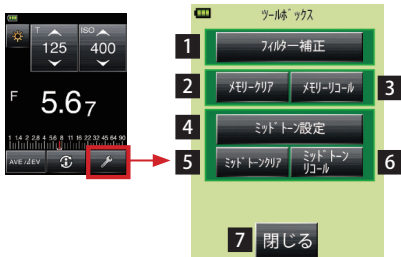 T
ISO
125
400
F
5.67
1 1.4 2 2.8 4 5.6 8 11 16 22 32 45 64 90
AVE/⊿EV
ツールボックス
1 フィルター補正
2 メモリークリア メモリーリコール 3
4 ミッドトーン設定
5 ミッドトーンクリア ミッドトーン
リコール 6
7 閉じる